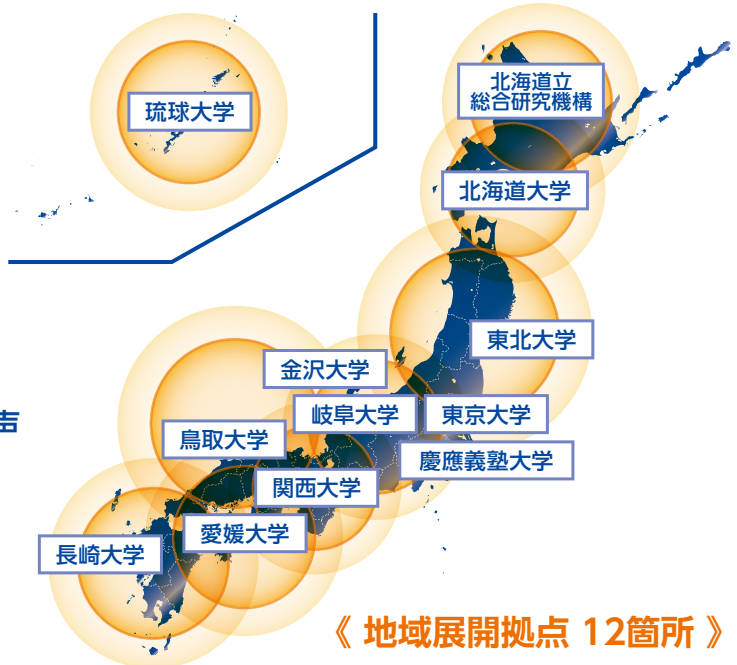 琉球大学
北海道立
総合研究機構
北海道大学
東北大学
金沢大学
岐阜大学
東京大学
鳥取大学
慶應義塾大学
関西大学
愛媛大学
長崎大学
《 地域展開拠点 12箇所 》